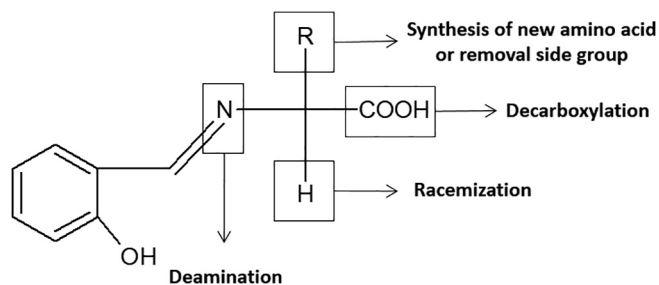 R
Synthesis of new amino acid
or removal side group
N
COOH
Decarboxylation
H
Racemization
OH
Deamination